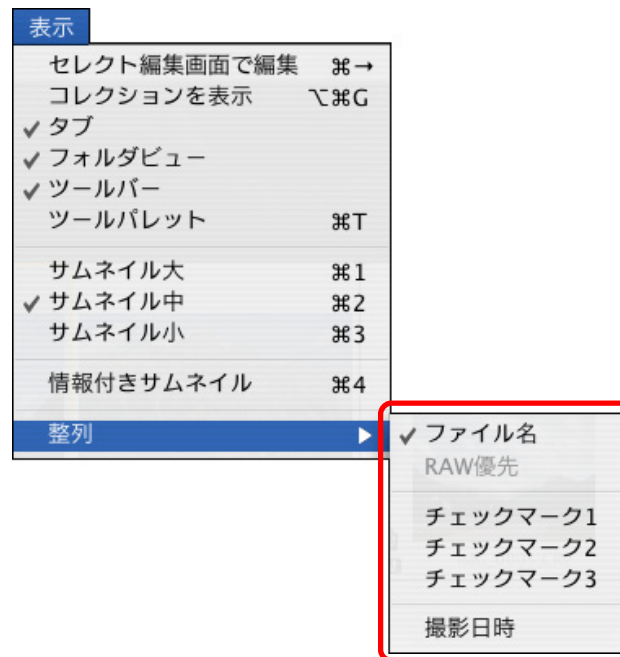 表示
セレクト編集画面で編集 ⌘→
コレクションを表示 ⌥⌘G
✓タブ
✓フォルダビュー
✓ツールバー
ツールパレット ⌘T
サムネイル大 ⌘1
✓サムネイル中 ⌘2
サムネイル小 ⌘3
情報付きサムネイル ⌘4
整列 ▶
✓ファイル名
RAW優先
チェックマーク1
チェックマーク2
チェックマーク3
撮影日時